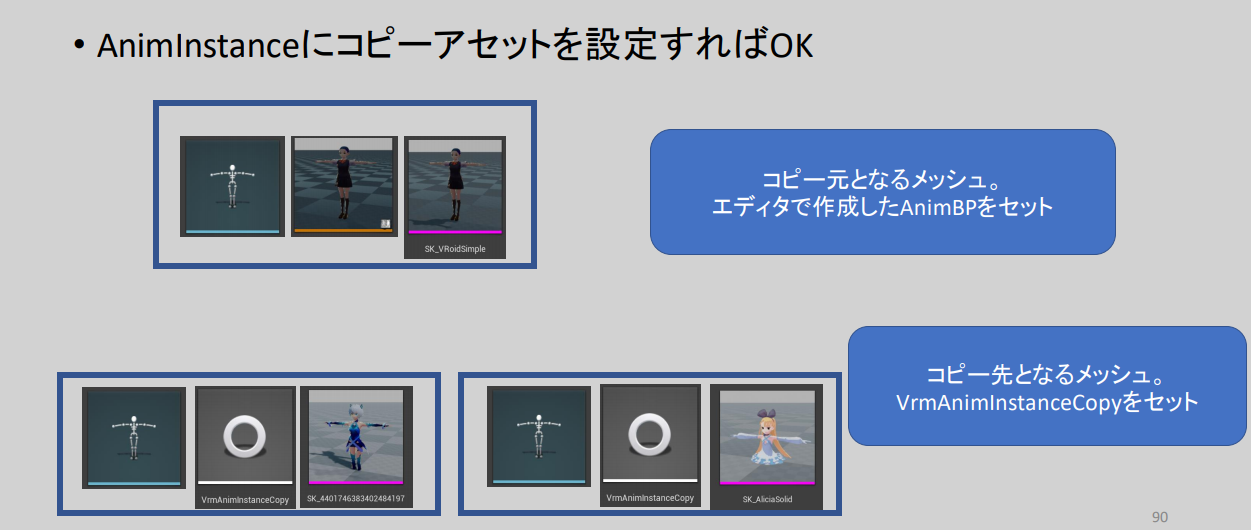 • AnimInstanceにコピーアセットを設定すればOK
SK_VRoidSimple
コピー元となるメッシュ。
エディタで作成したAnimBPをセット
コピー先となるメッシュ。
VrmAnimInstanceCopyをセット
VrmAnimInstanceCopy
SK_4401746383402484197
VrmAnimInstanceCopy
SK_AliciaSolid
90